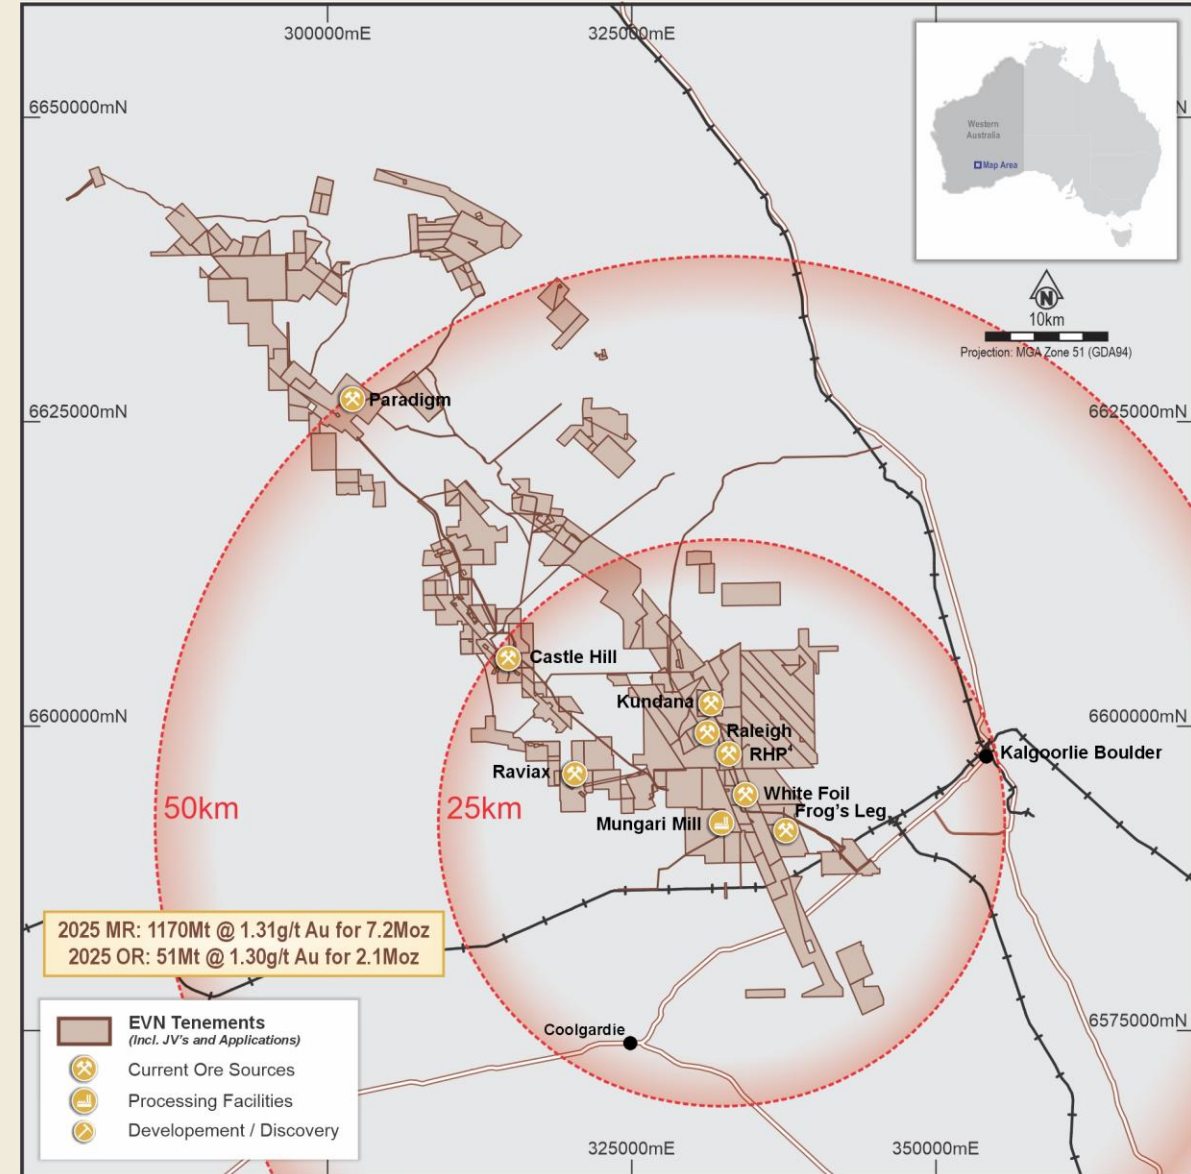 300000mE
325000mE
6650000mN
N
Western
Australia
Map Area
N
10km
Projection: MGA Zone 51 (GDA94)
Paradigm
6625000mN
6625000mN
Castle Hill
Kundana
6600000mN
6600000mN
Raleigh
RHP⁴
Kalgoorlie Boulder
Raviax
White Foil
50km
25km
Frog's Leg
Mungari Mill
2025 MR: 1170Mt @ 1.31g/t Au for 7.2Moz
2025 OR: 51Mt @ 1.30g/t Au for 2.1Moz
EVN Tenements
(Incl. JV's and Applications)
Current Ore Sources
Processing Facilities
Developement / Discovery
Coolgardie
6575000mN
325000mE
350000mE